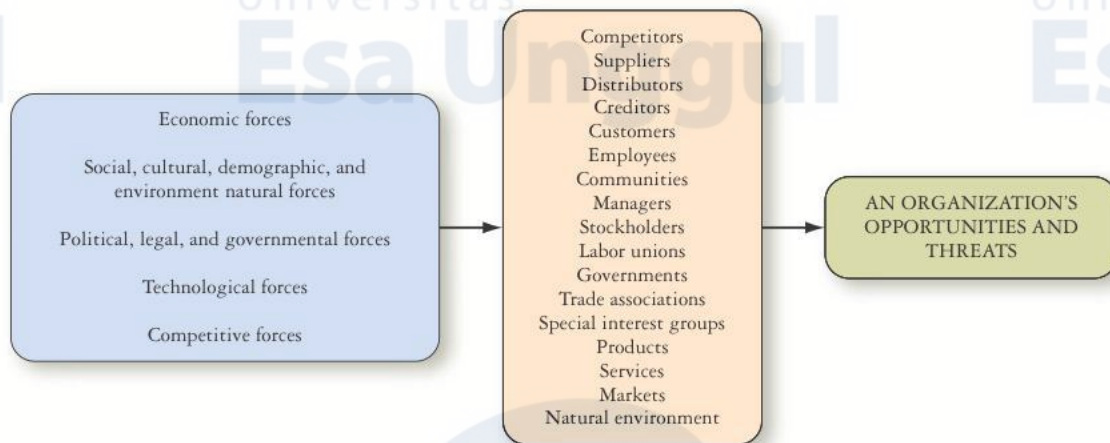 Universitas
Esa Unggul
Economic forces
Social, cultural, demographic, and
environment natural forces
Political, legal, and governmental forces
Technological forces
Competitive forces
Competitors
Suppliers
Distributors
Creditors
Customers
Employees
Communities
Managers
Stockholders
Labor unions
Governments
Trade associations
Special interest groups
Products
Services
Markets
Natural environment
AN ORGANIZATION'S
OPPORTUNITIES AND
THREATS